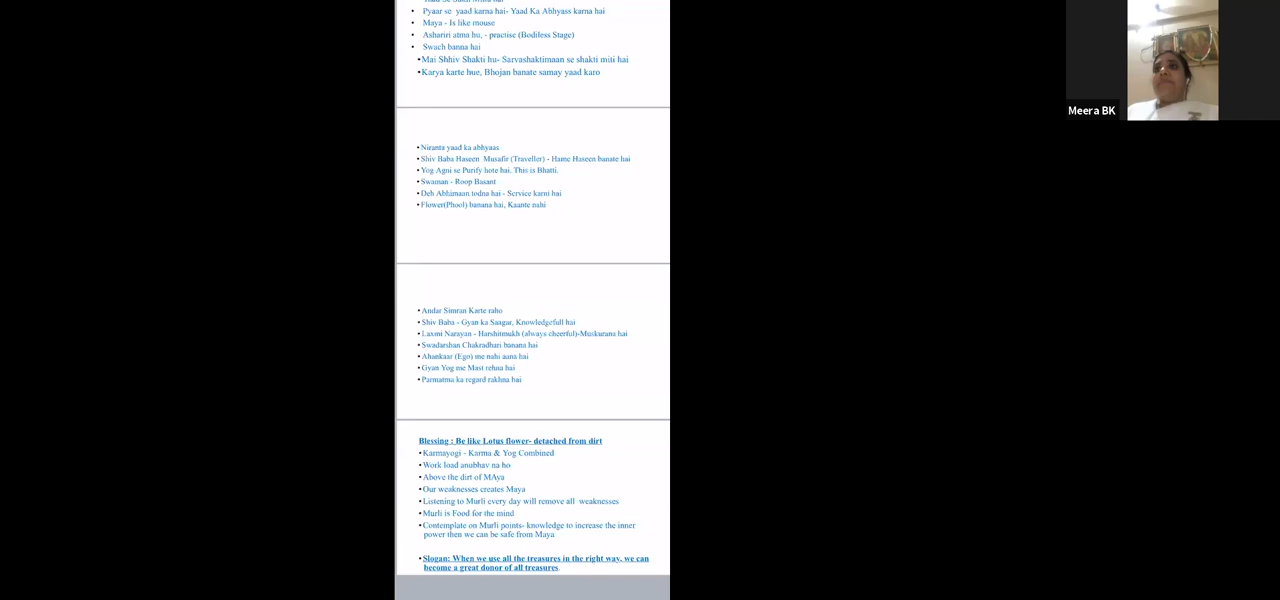 • Pyaar se yaad karna hai- Yaad Ka Abhyass karna hai
• Maya - Is like mouse
• Ashariri atma hu, - practise (Bodiless Stage)
• Swach banna hai
•Mai Shhiv Shakti hu- Sarvashaktimaan se shakti miti hai
•Karya karte hue, Bhojan banate samay yaad karo
•Niranta yaad ka abhyaas
•Shiv Baba Haseen Musafir (Traveller) - Hame Haseen banate hai
•Yog Agni se Purify hote hai. This is Bhatti.
•Swaman - Roop Basant
•Deh Abhimaan todna hai - Service karni hai
•Flower(Phool) banana hai, Kaante nahi
•Andar Simran Karte raho
•Shiv Baba - Gyan ka Saagar, Knowledgefull hai
•Laxmi Narayan - Harshitmukh (always cheerful)-Muskurana hai
•Swadarshan Chakradhari banana hai
•Ahankaar (Ego) me nahi aana hai
•Gyan Yog me Mast rehna hai
•Parmatma ka regard rakhna hai
Blessing : Be like Lotus flower- detached from dirt
•Karmayogi - Karma & Yog Combined
•Work load anubhav na ho
•Above the dirt of MAya
•Our weaknesses creates Maya
•Listening to Murli every day will remove all weaknesses
•Murli is Food for the mind
•Contemplate on Murli points- knowledge to increase the inner
power then we can be safe from Maya
•Slogan: When we use all the treasures in the right way, we can
become a great donor of all treasures.
Meera BK